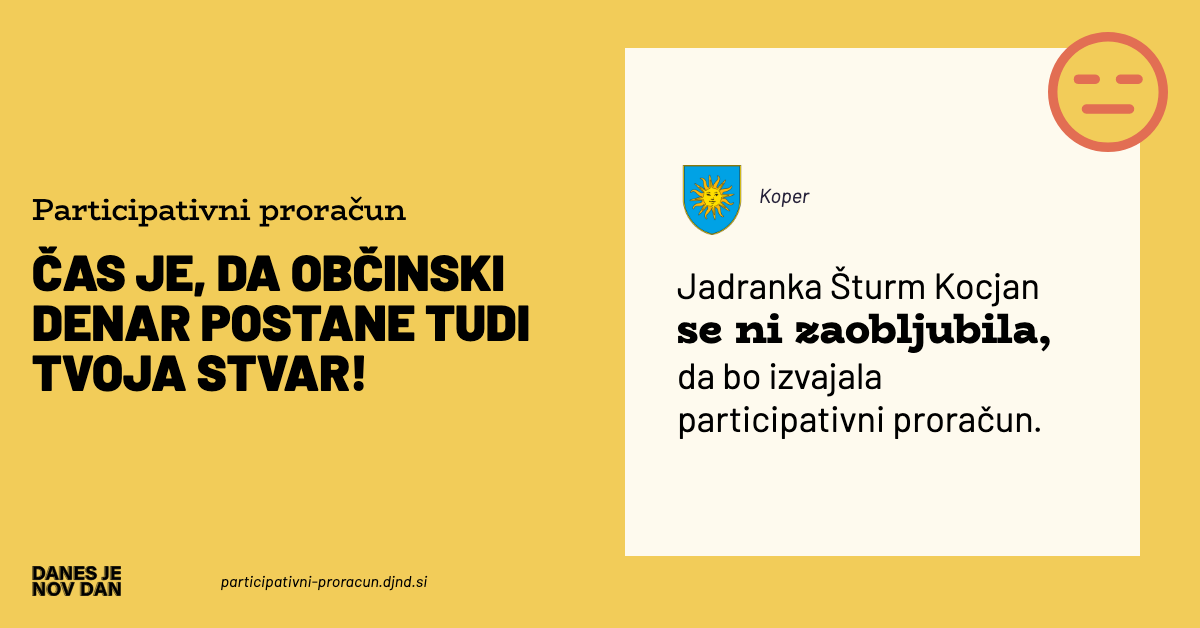 Participativni proračun
ČAS JE, DA OBČINSKI
DENAR POSTANE TUDI
TVOJA STVAR!
DANES JE
NOV DAN
participativni-proracun.djnd.si
Koper
Jadranka Šturm Kocjan
se ni zaobljubila,
da bo izvajala
participativni proračun.